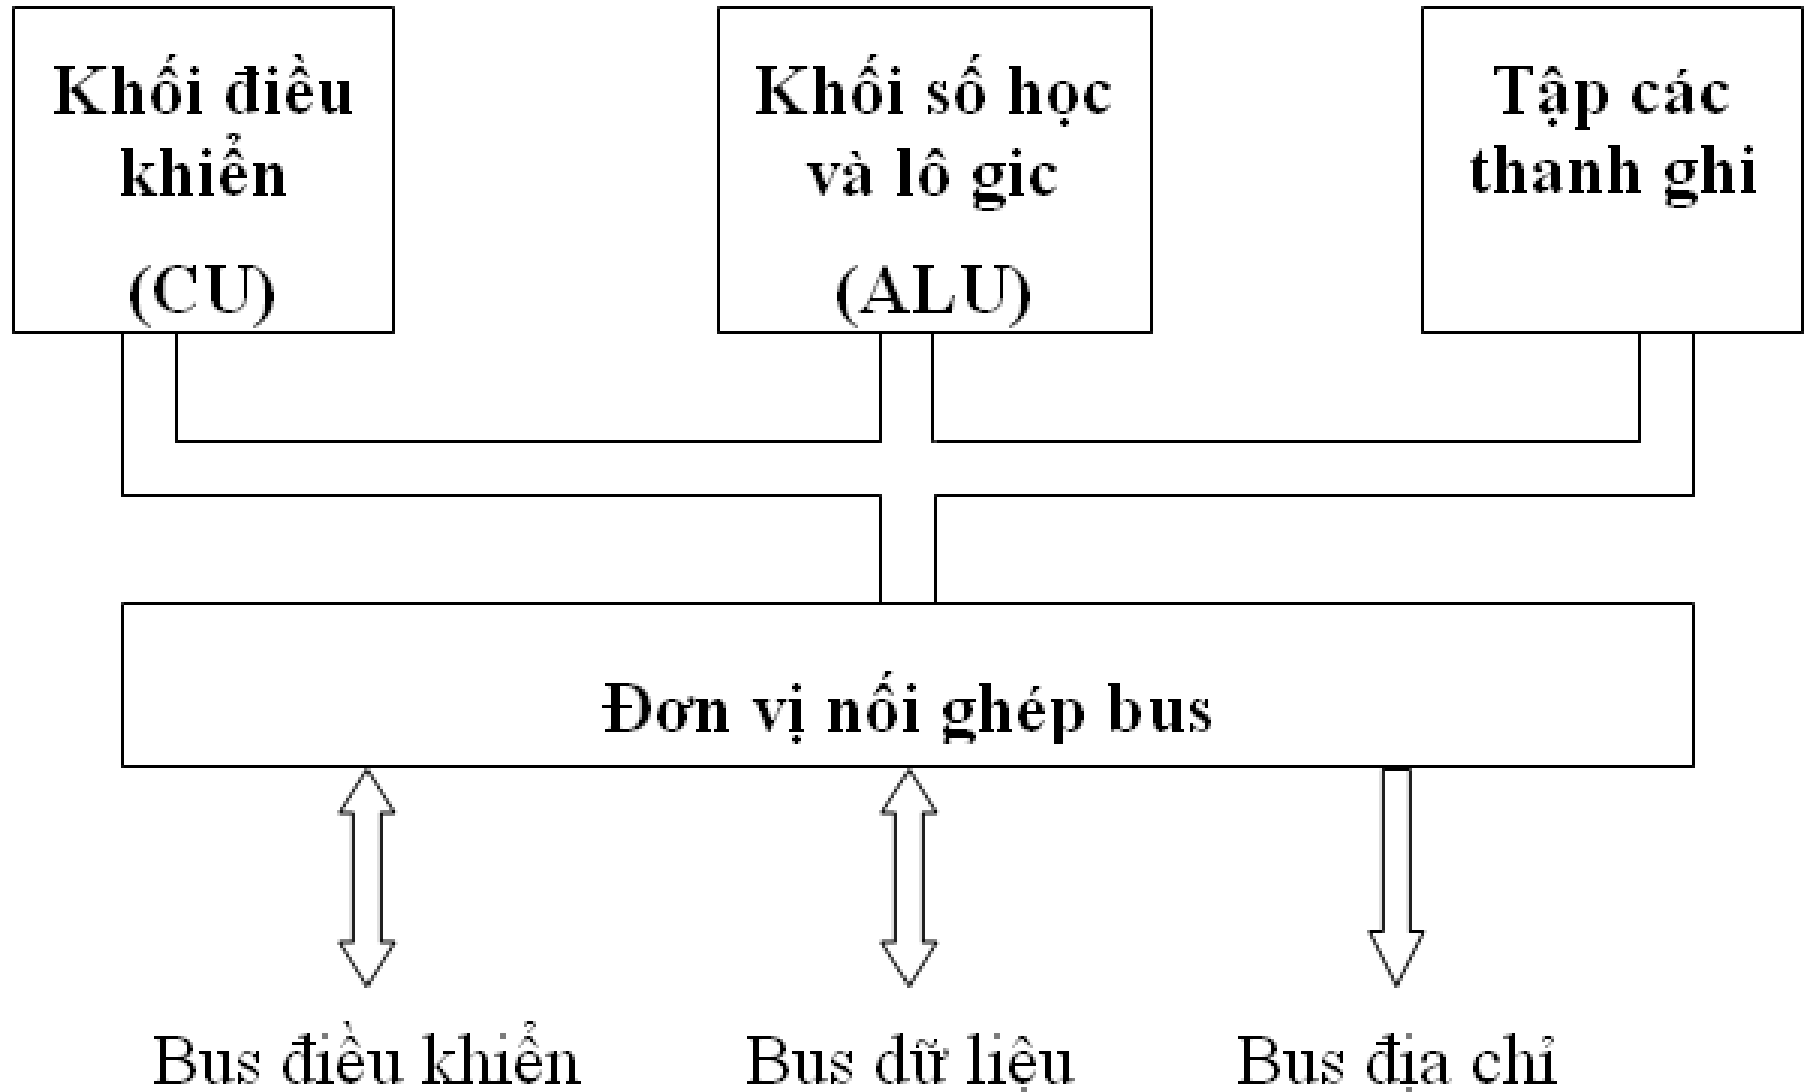 Khối điều
khiển
(CU)
Khối số học
và lô gic
(ALU)
Tập các
thanh ghi
Đơn vị nối ghép bus
Bus điều khiển
Bus dữ liệu
Bus địa chỉ